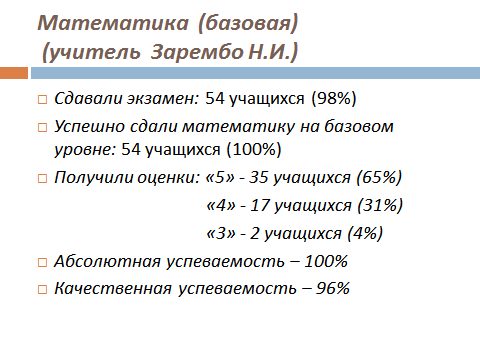 Математика (базовая)
(учитель Зарембо Н.И.)
Сдавали экзамен: 54 учащихся (98%)
Успешно сдали математику на базовом
уровне: 54 учащихся (100%)
Получили оценки: «5» - 35 учащихся (65%)
«4» - 17 учащихся (31%)
«3» - 2 учащихся (4%)
Абсолютная успеваемость – 100%
Качественная успеваемость – 96%